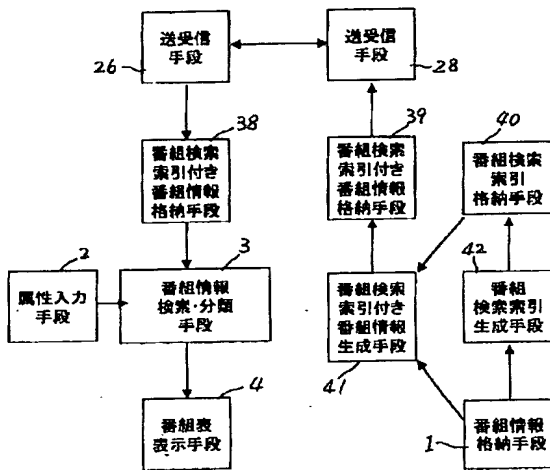 送受信
手段
26
送受信
手段
28
38
番組検索
索引付き
番組情報
格納手段
39
番組検索
索引付き
番組情報
格納手段
40
番組検索
索引
格納手段
2
属性入力
手段
3
番組情報
検索・分類
手段
番組検索
索引付き
番組情報
生成手段
41
42
番組
検索索引
生成手段
4
番組表
表示手段
1
番組情報
格納手段